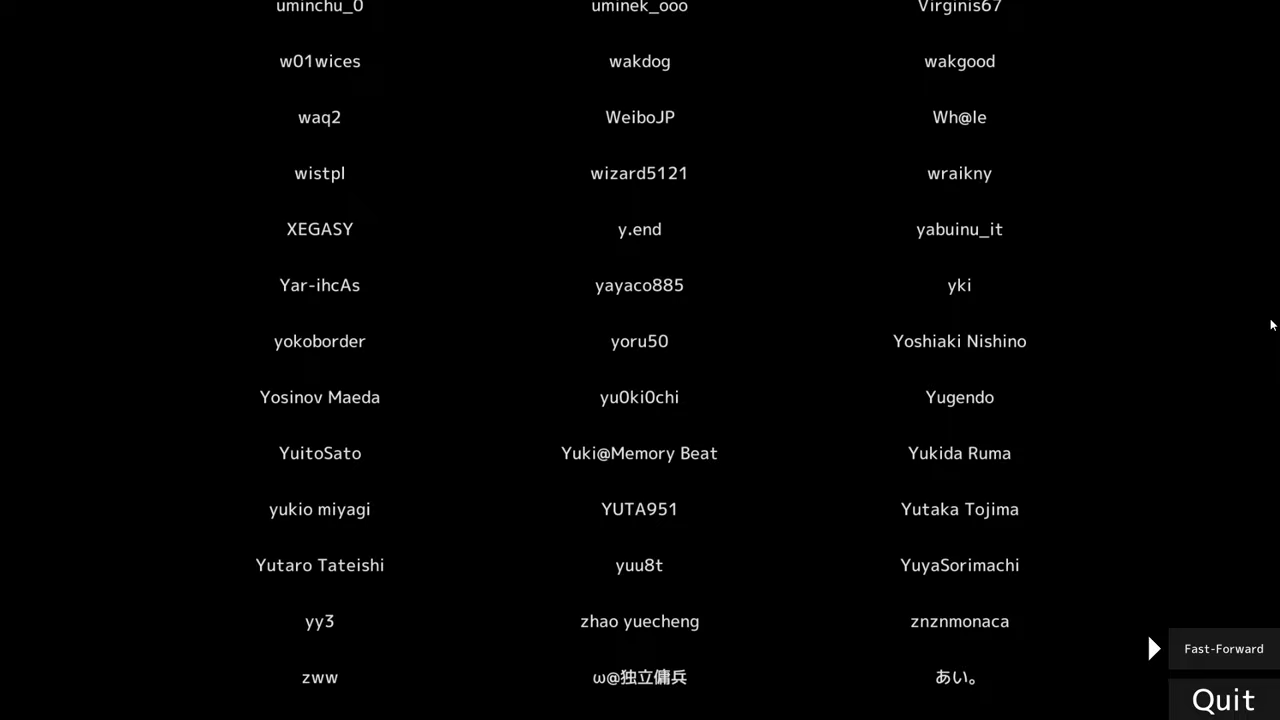 uminchu_0 uminek_ooo Virginis67
w01wices wakdog wakgood
waq2 WeiboJP Wh@le
wistpl wizard5121 wraikny
XEGASY y.end yabuinu_it
Yar-ihcAs yayaco885 yki
yokoborder yoru50 Yoshiaki Nishino
Yosinov Maeda yu0ki0chi Yugendo
YuitoSato Yuki@Memory Beat Yukida Ruma
yukio miyagi YUTA951 Yutaka Tojima
Yutaro Tateishi yuu8t YuyaSorimachi
yy3 zhao yuecheng znznmonaca
Fast-Forward
zww ω@独立傭兵 あい。
Quit